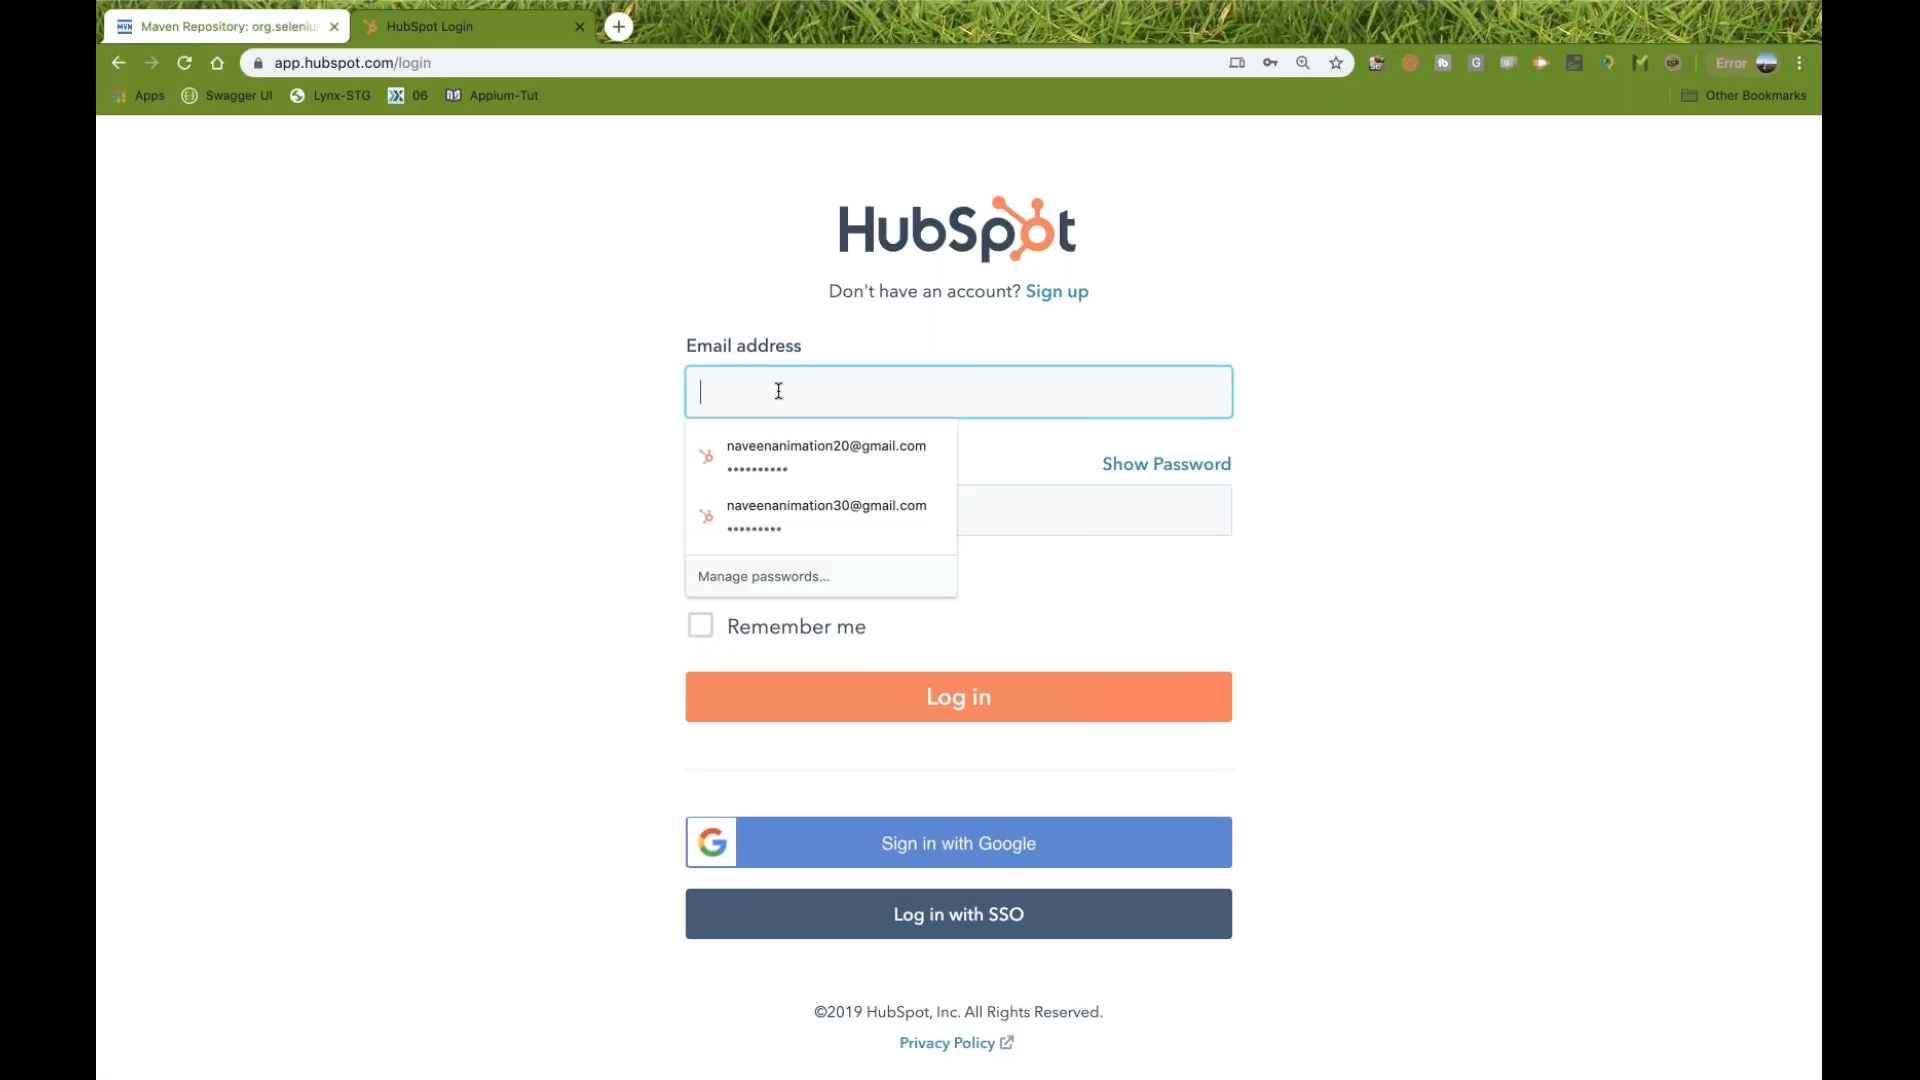 Maven Repository: org.seleniu
HubSpot Login
app.hubspot.com/login
Error
Apps
Swagger UI
Lynx-STG
06
Appium-Tut
Other Bookmarks
HubSpot
Don't have an account? Sign up
Email address
naveenanimation20@gmail.com
••••••••••
Show Password
naveenanimation30@gmail.com
•••••••••
Manage passwords...
Remember me
Log in
Sign in with Google
Log in with SSO
©2019 HubSpot, Inc. All Rights Reserved.
Privacy Policy